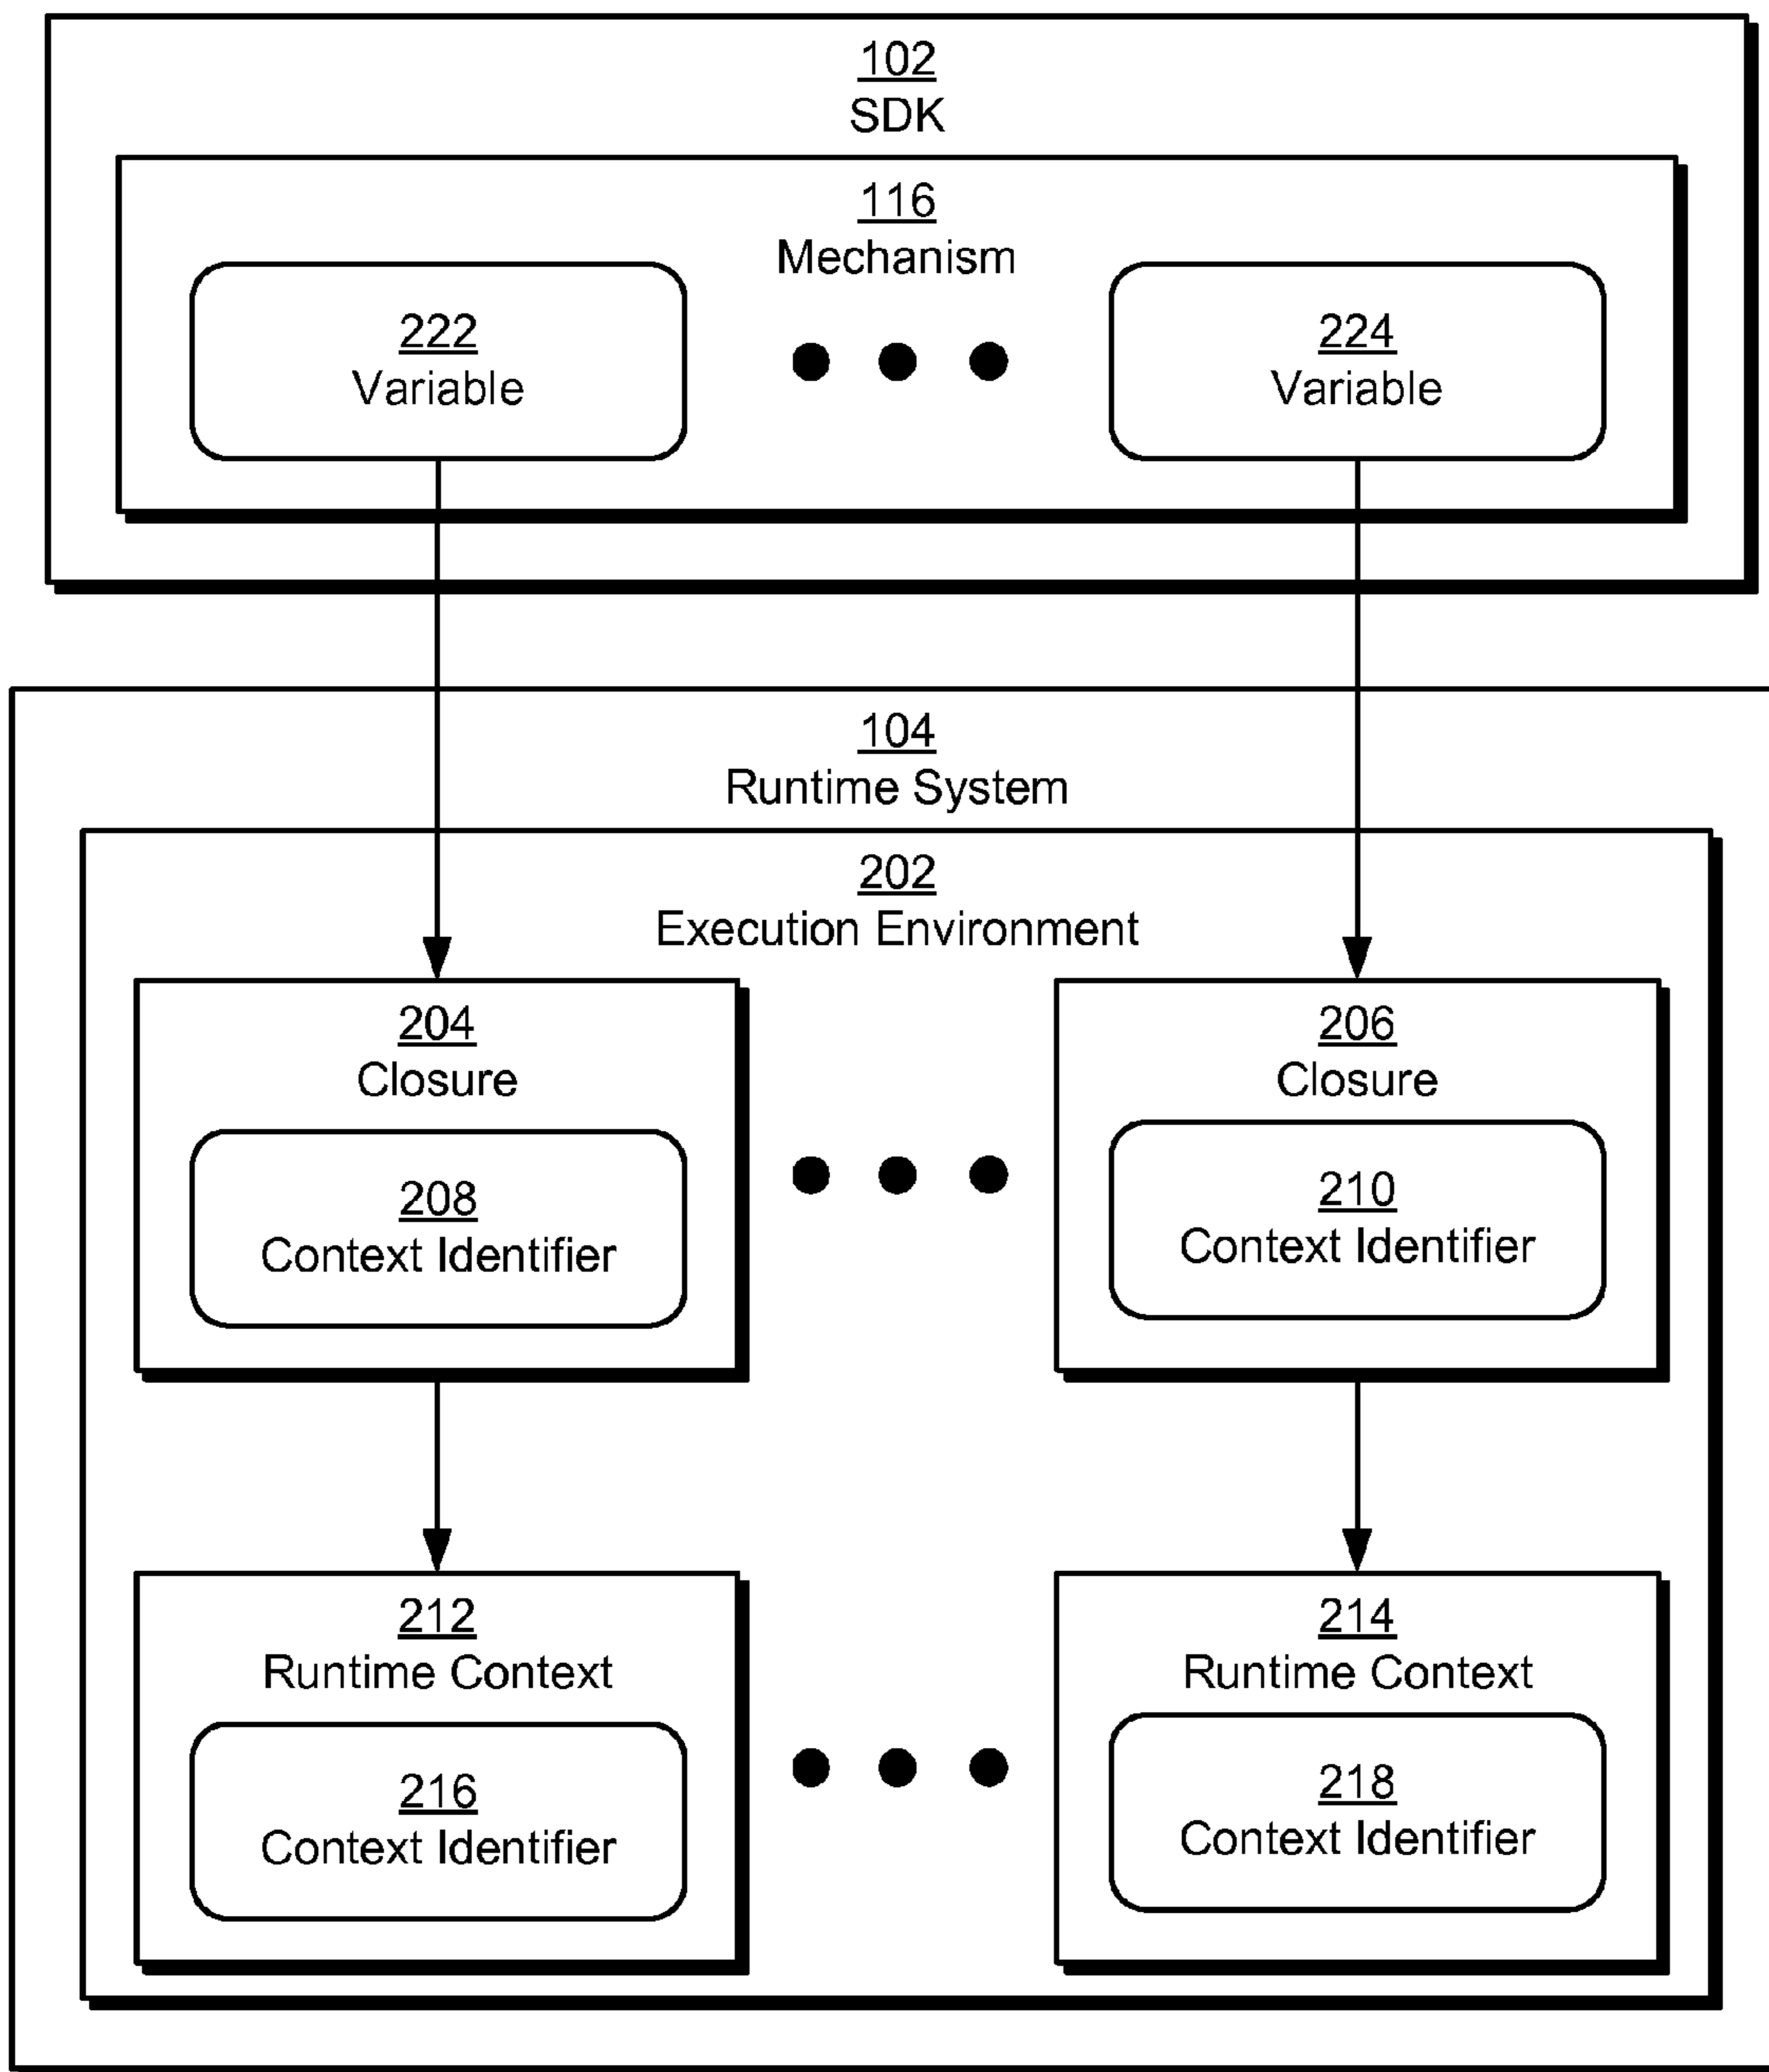 102
SDK
116
Mechanism
222
Variable
224
Variable
104
Runtime System
202
Execution Environment
204
Closure
206
Closure
208
Context Identifier
210
Context Identifier
212
Runtime Context
214
Runtime Context
216
Context Identifier
218
Context Identifier